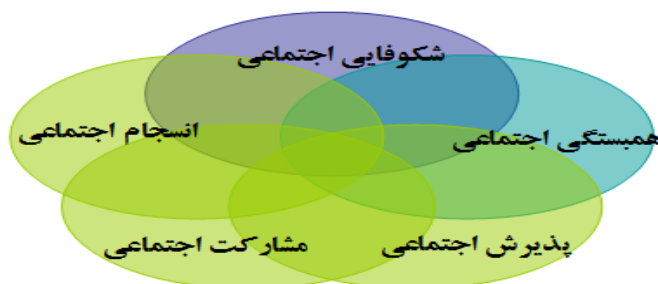 شکوفایی اجتماعی
انسجام اجتماعی
همبستگی اجتماعی
مشارکت اجتماعی
پذیرش اجتماعی